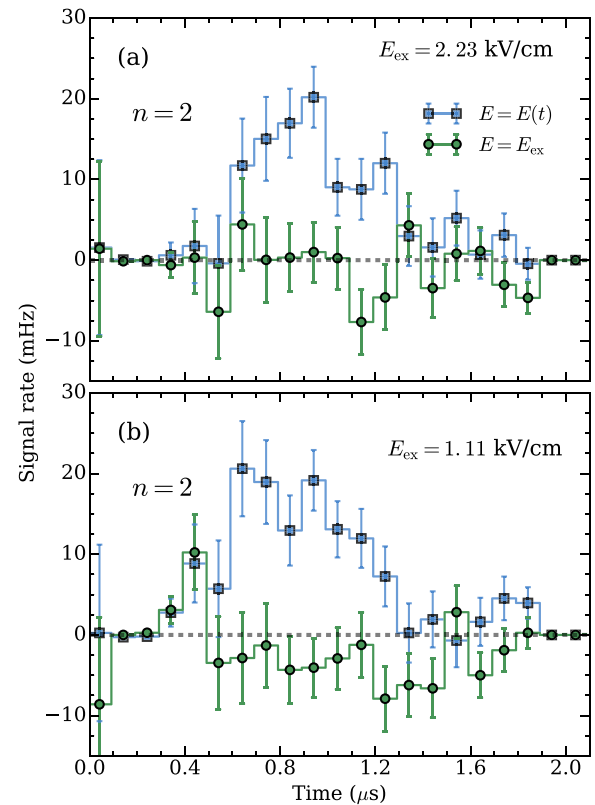 (a)
E_ex = 2.23 kV/cm
n = 2
E = E(t)
E = E_ex
30
20
10
0
−10
Signal rate (mHz)
(b)
E_ex = 1.11 kV/cm
n = 2
30
20
10
0
−10
0.0 0.4 0.8 1.2 1.6 2.0
Time (μs)